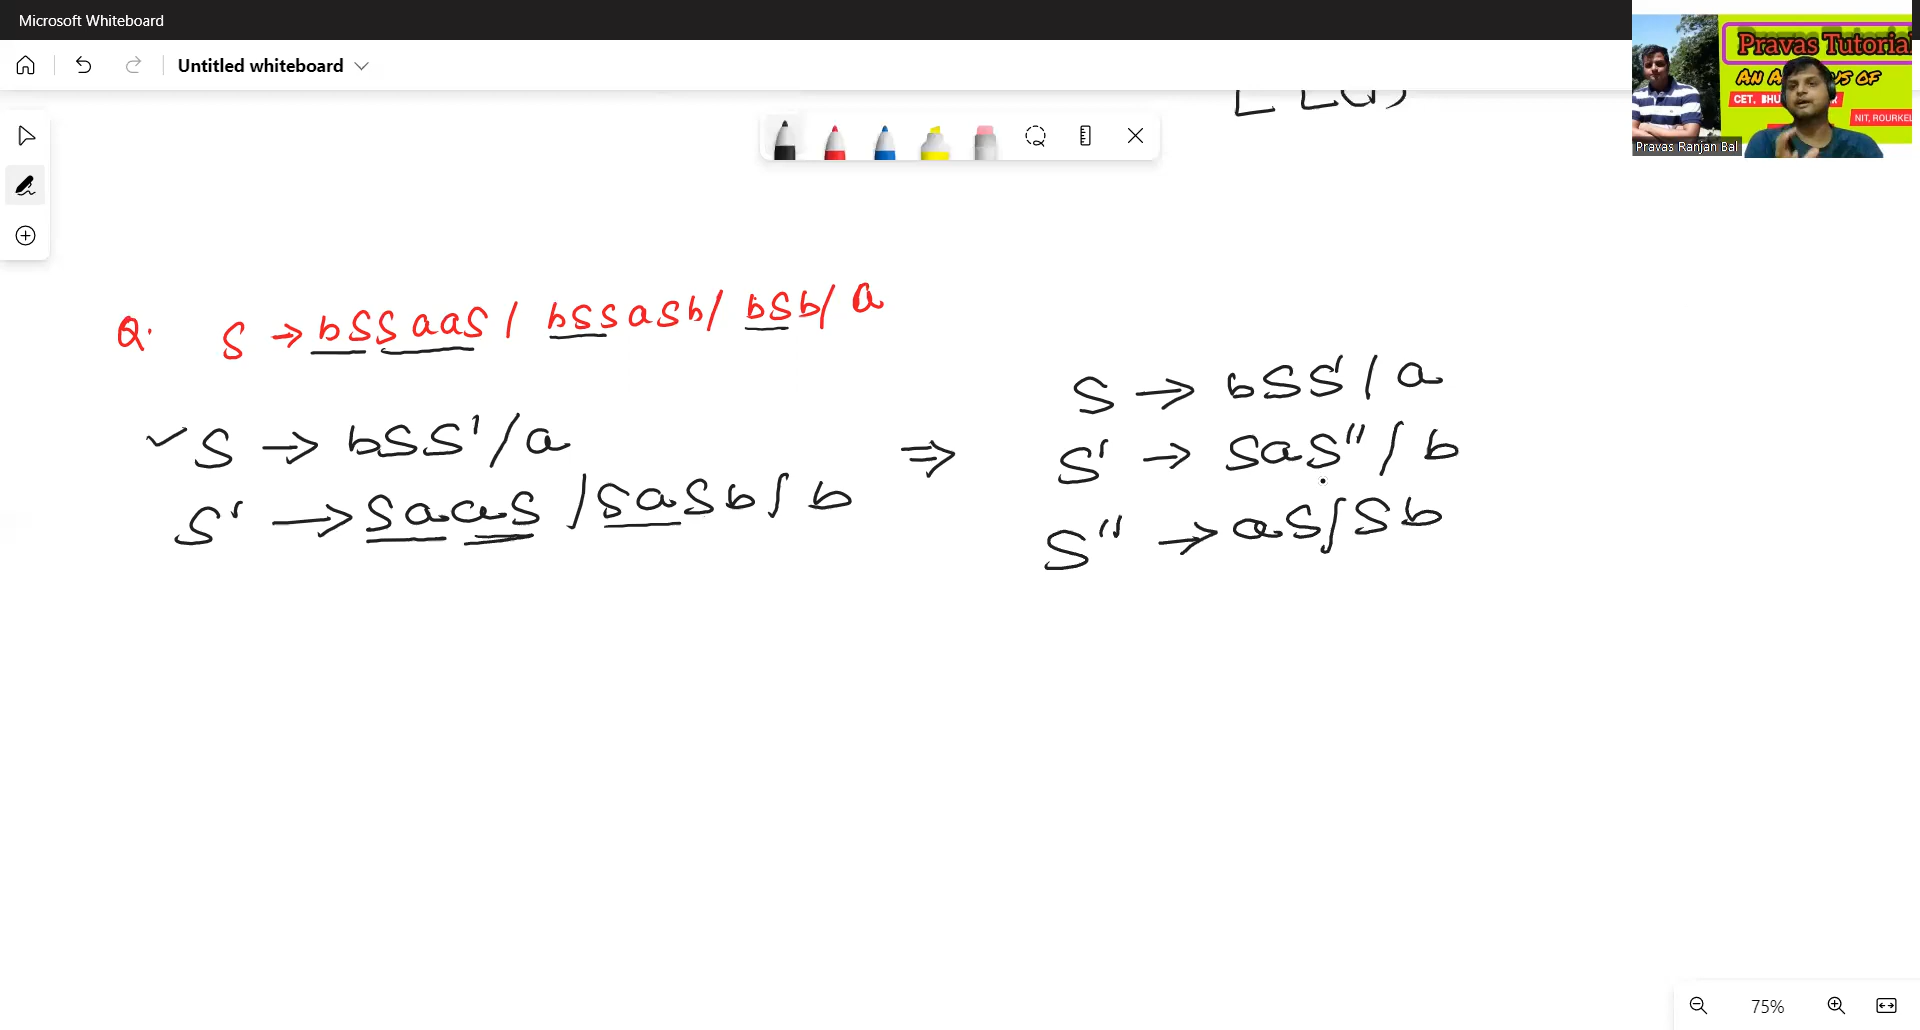 Microsoft Whiteboard
Untitled whiteboard
Pravas Tutorial
CET, BHU
NIT, ROURKEL
Pravas Ranjan Bal
Q. S → bSSaaS / bSSaSb / bSb / a
S → bSS' / a
S' → SaaS / SaSb / b
⇒
S → bSS' / a
S' → SaS'' / b
S'' → aS / Sb
75%